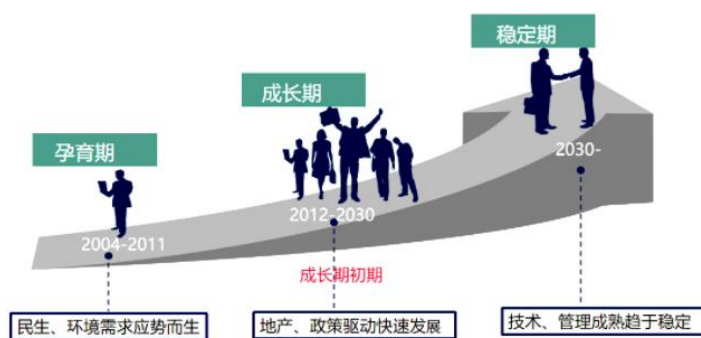 稳定期
成长期
孕育期
2030-
2012-2030
2004-2011
成长期初期
民生、环境需求应势而生
地产、政策驱动快速发展
技术、管理成熟趋于稳定